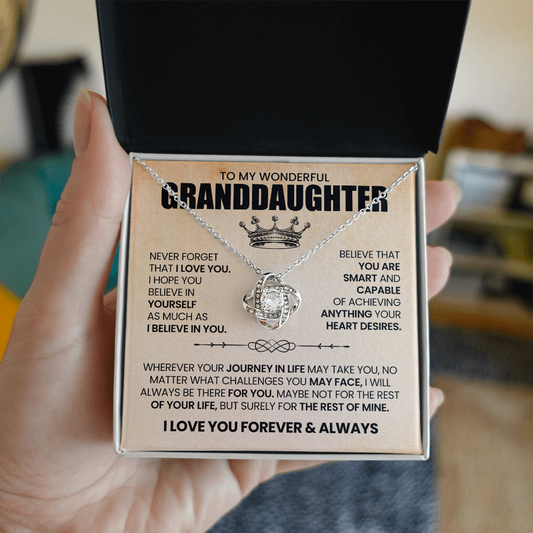 TO MY WONDERFUL
GRANDDAUGHTER
NEVER FORGET
THAT I LOVE YOU.
I HOPE YOU
BELIEVE IN
YOURSELF
AS MUCH AS
I BELIEVE IN YOU.
BELIEVE THAT
YOU ARE
SMART AND
CAPABLE
OF ACHIEVING
ANYTHING YOUR
HEART DESIRES.
WHEREVER YOUR JOURNEY IN LIFE MAY TAKE YOU, NO
MATTER WHAT CHALLENGES YOU MAY FACE, I WILL
ALWAYS BE THERE FOR YOU. MAYBE NOT FOR THE REST
OF YOUR LIFE, BUT SURELY FOR THE REST OF MINE.
I LOVE YOU FOREVER & ALWAYS